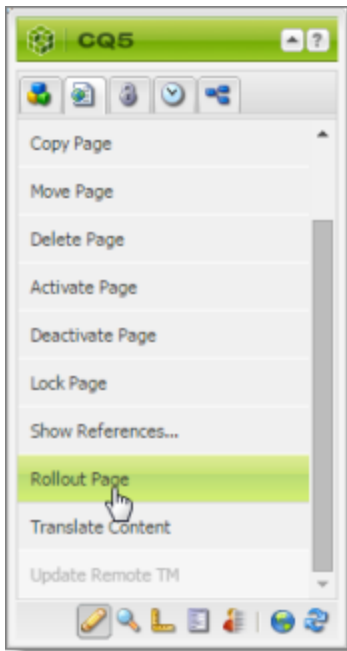 CQ5
?
Copy Page
Move Page
Delete Page
Activate Page
Deactivate Page
Lock Page
Show References...
Rollout Page
Translate Content
Update Remote TM